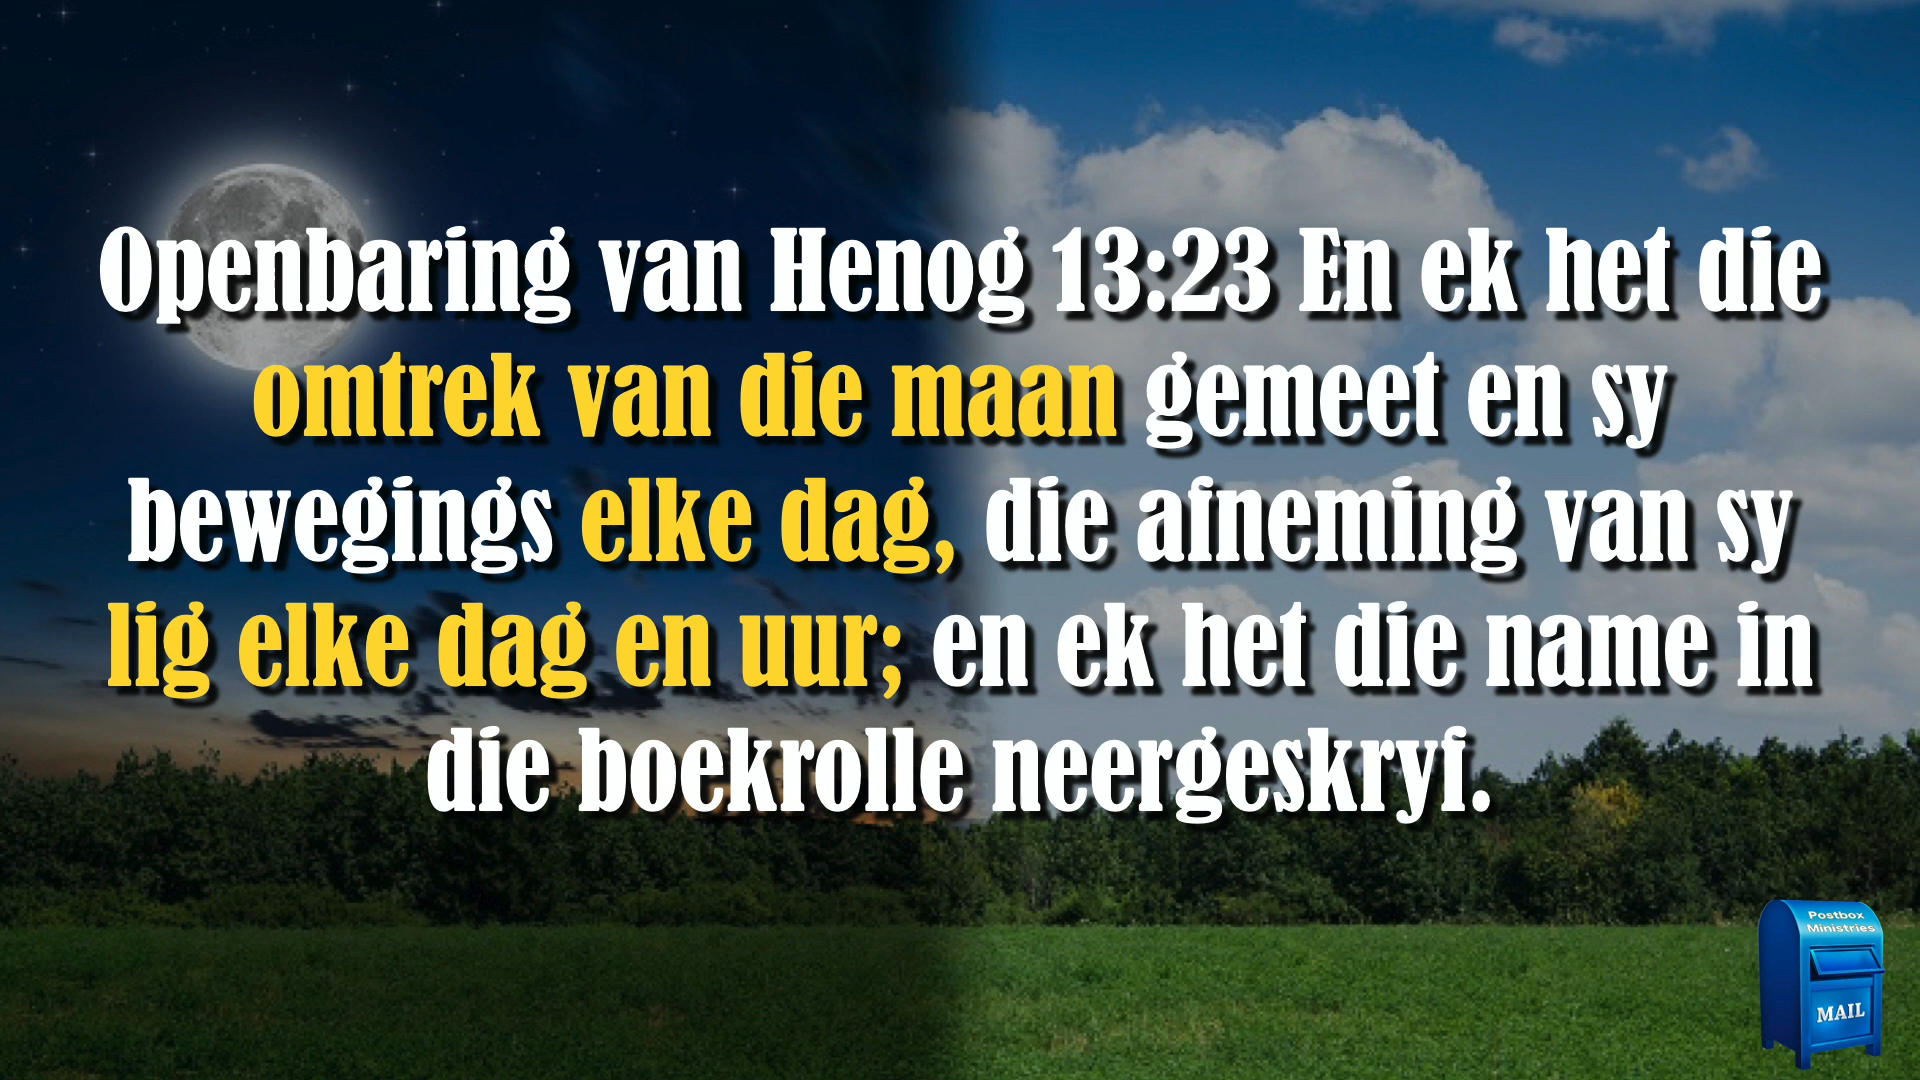 Openbaring van Henog 13:23 En ek het die
omtrek van die maan gemeet en sy
bewegings elke dag, die afneming van sy
lig elke dag en uur; en ek het die name in
die boekrolle neergeskryf.
Postbox
Ministries
MAIL